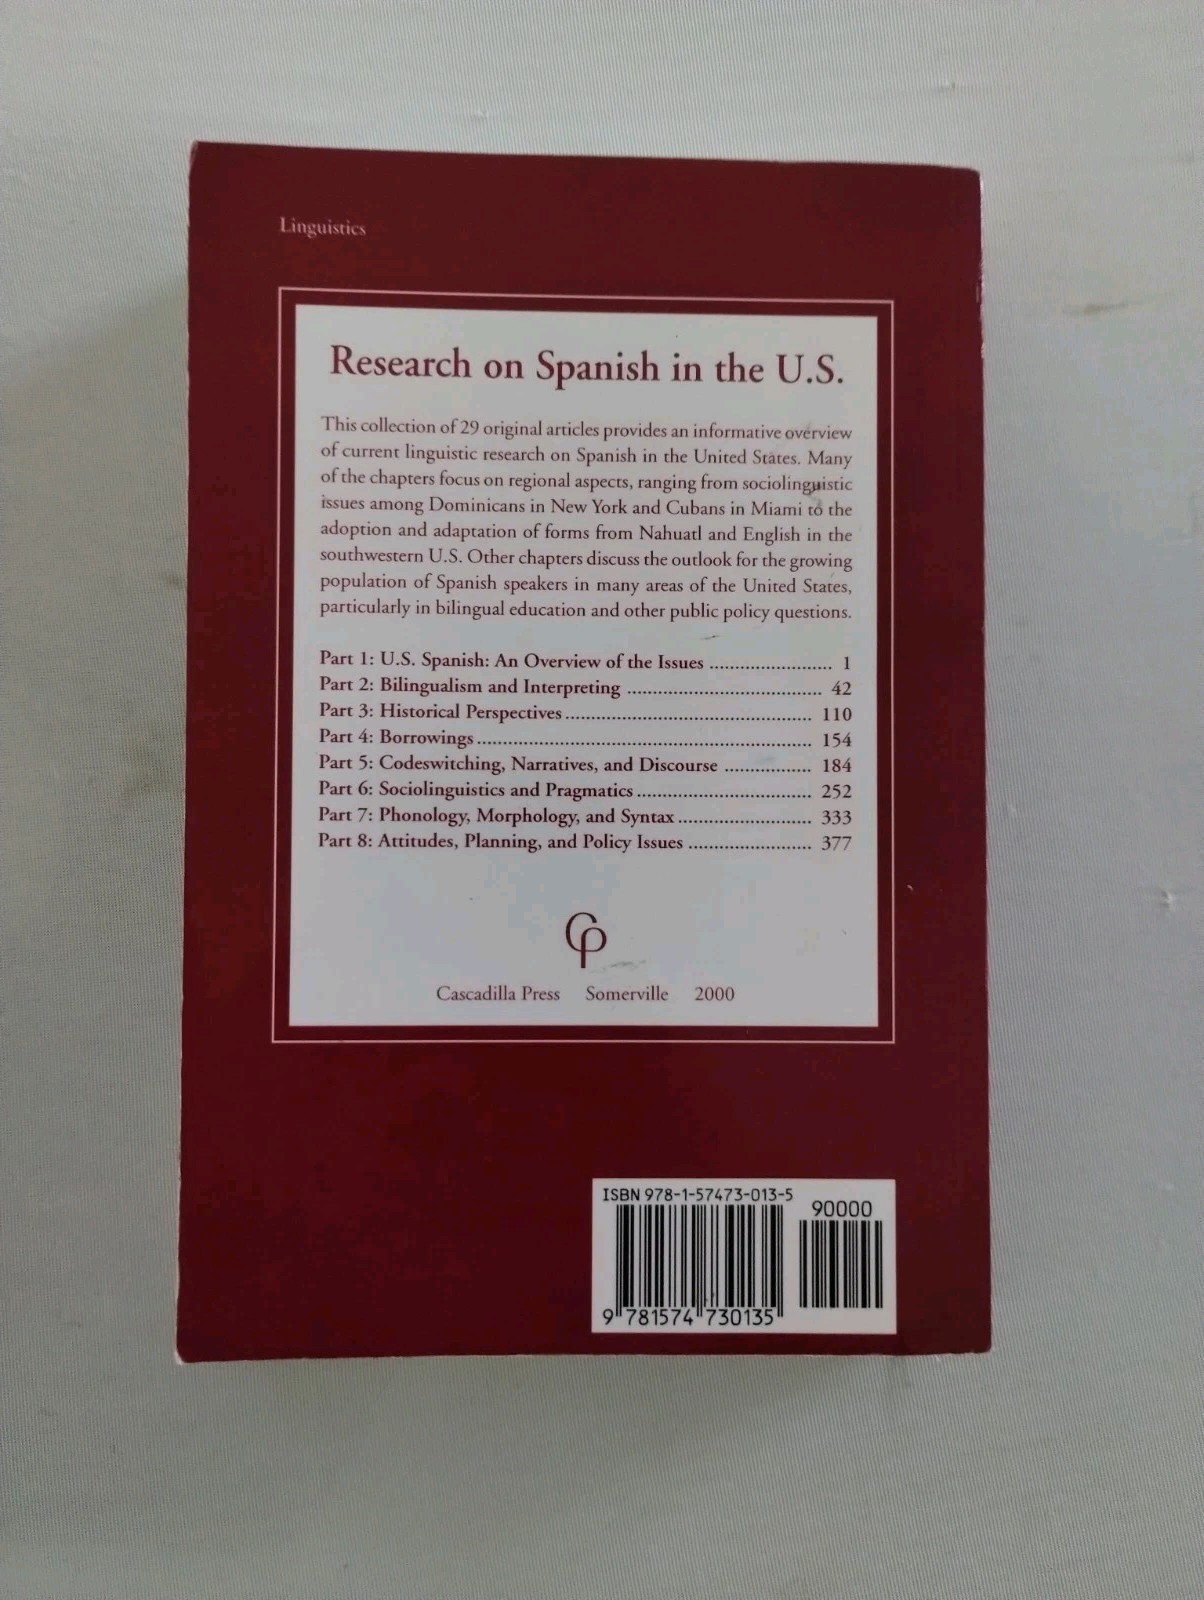 Linguistics
Research on Spanish in the U.S.
This collection of 29 original articles provides an informative overview
of current linguistic research on Spanish in the United States. Many
of the chapters focus on regional aspects, ranging from sociolinguistic
issues among Dominicans in New York and Cubans in Miami to the
adoption and adaptation of forms from Nahuatl and English in the
southwestern U.S. Other chapters discuss the outlook for the growing
population of Spanish speakers in many areas of the United States,
particularly in bilingual education and other public policy questions.
Part 1: U.S. Spanish: An Overview of the Issues ........................ 1
Part 2: Bilingualism and Interpreting ..................................... 42
Part 3: Historical Perspectives ............................................... 110
Part 4: Borrowings ................................................................ 154
Part 5: Codeswitching, Narratives, and Discourse ................. 184
Part 6: Sociolinguistics and Pragmatics ................................. 252
Part 7: Phonology, Morphology, and Syntax ......................... 333
Part 8: Attitudes, Planning, and Policy Issues ........................ 377
CP
Cascadilla Press Somerville 2000
ISBN 978-1-57473-013-5
90000
9 781574 730135